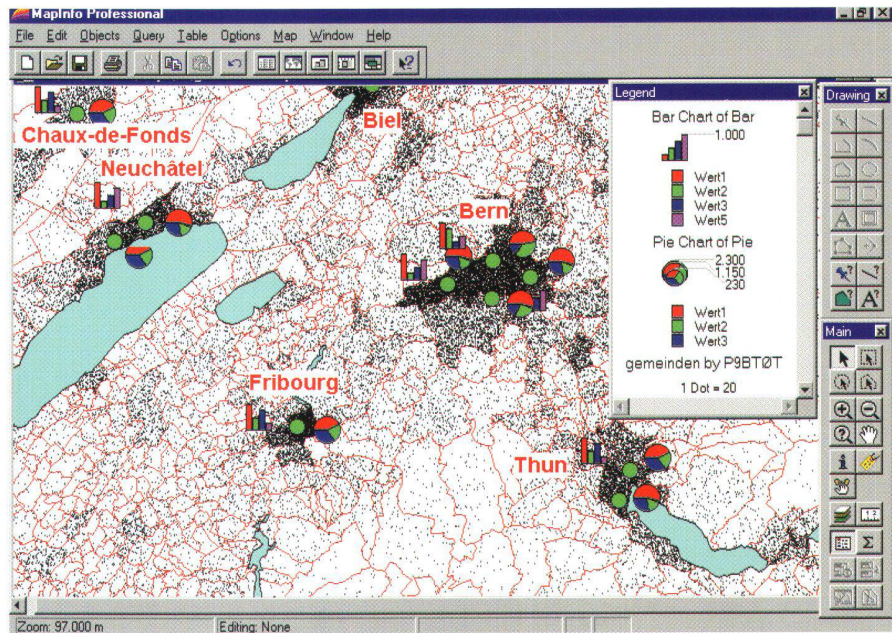 MapInfo Professional
File Edit Objects Query Table Options Map Window Help
Chaux-de-Fonds
Neuchâtel
Biel
Bern
Fribourg
Thun
Legend
Bar Chart of Bar
1.000
Wert1
Wert2
Wert3
Wert5
Pie Chart of Pie
2.300
1.150
230
Wert1
Wert2
Wert3
gemeinden by P9BTØT
1 Dot = 20
Drawing
A
A?
Main
Zoom: 97.000 m
Editing: None